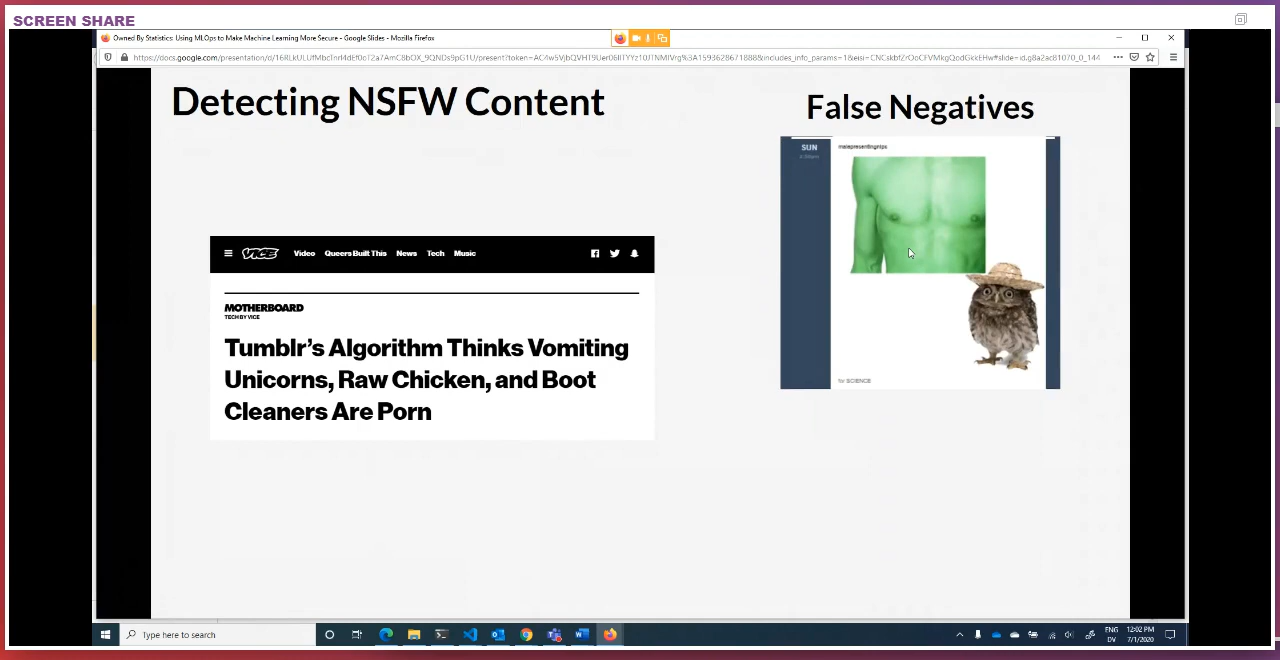 SCREEN SHARE
Owned By Statistics: Using MLOps to Make Machine Learning More Secure - Google Slides - Mozilla Firefox
Detecting NSFW Content
False Negatives
SUN
malepresentingnips
VICE Video Queers Built This News Tech Music
MOTHERBOARD
TECH BY VICE
Tumblr's Algorithm Thinks Vomiting
Unicorns, Raw Chicken, and Boot
Cleaners Are Porn
for SCIENCE
Type here to search
ENG
DV
12:02 PM
7/1/2020